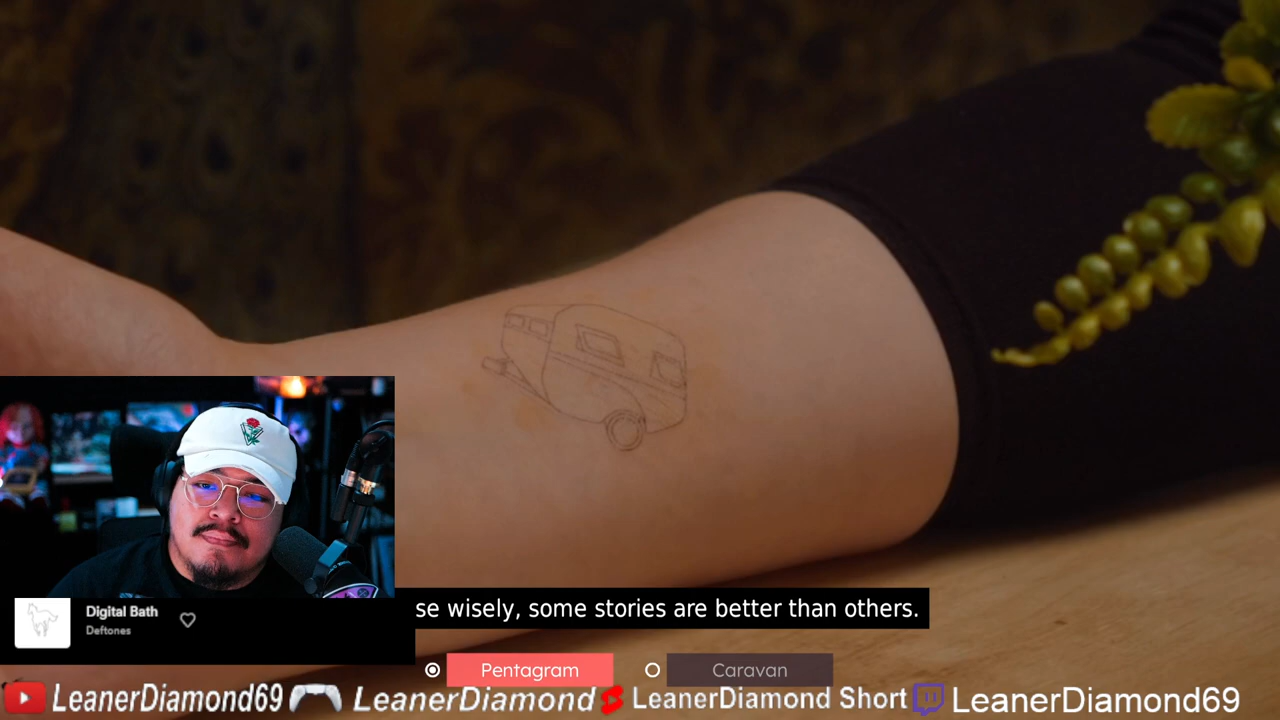 Digital Bath
Deftones
se wisely, some stories are better than others.
Pentagram
Caravan
LeanerDiamond69 LeanerDiamond LeanerDiamond Short LeanerDiamond69